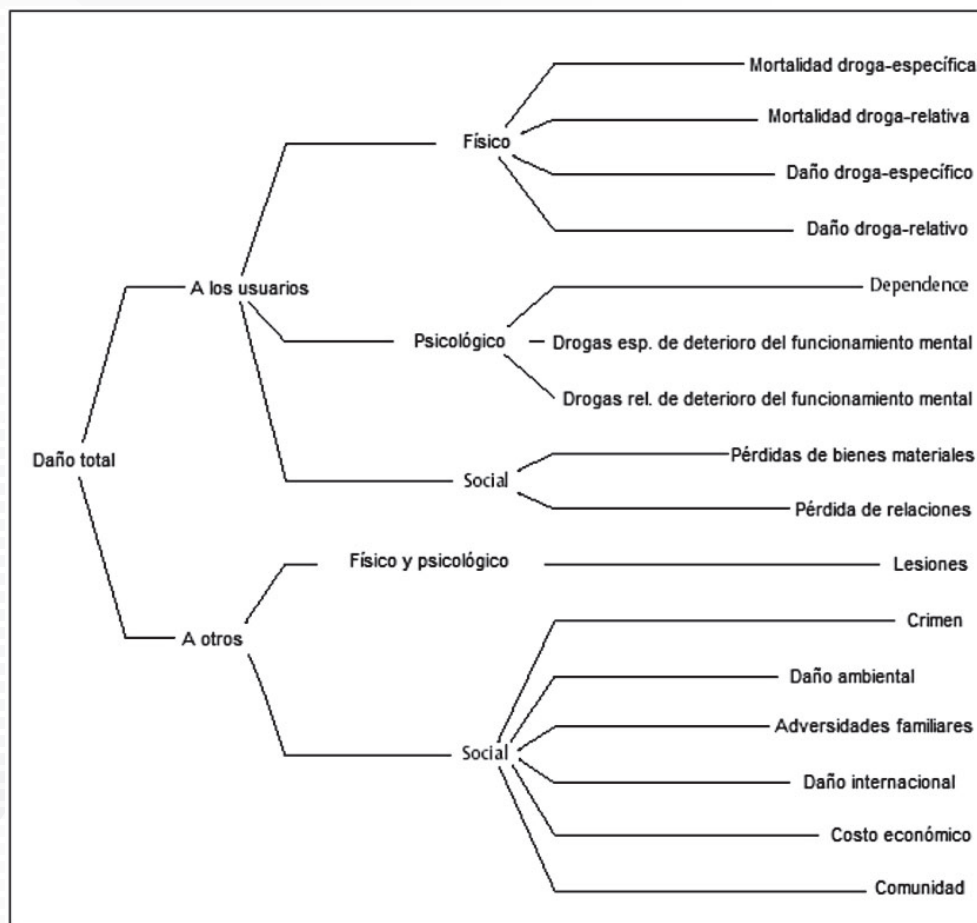 Mortalidad droga-específica
Mortalidad droga-relativa
Físico
Daño droga-específico
Daño droga-relativo
A los usuarios
Dependence
Psicológico
Drogas esp. de deterioro del funcionamiento mental
Drogas rel. de deterioro del funcionamiento mental
Daño total
Pérdidas de bienes materiales
Social
Pérdida de relaciones
Físico y psicológico
Lesiones
A otros
Crimen
Daño ambiental
Adversidades familiares
Social
Daño internacional
Costo económico
Comunidad